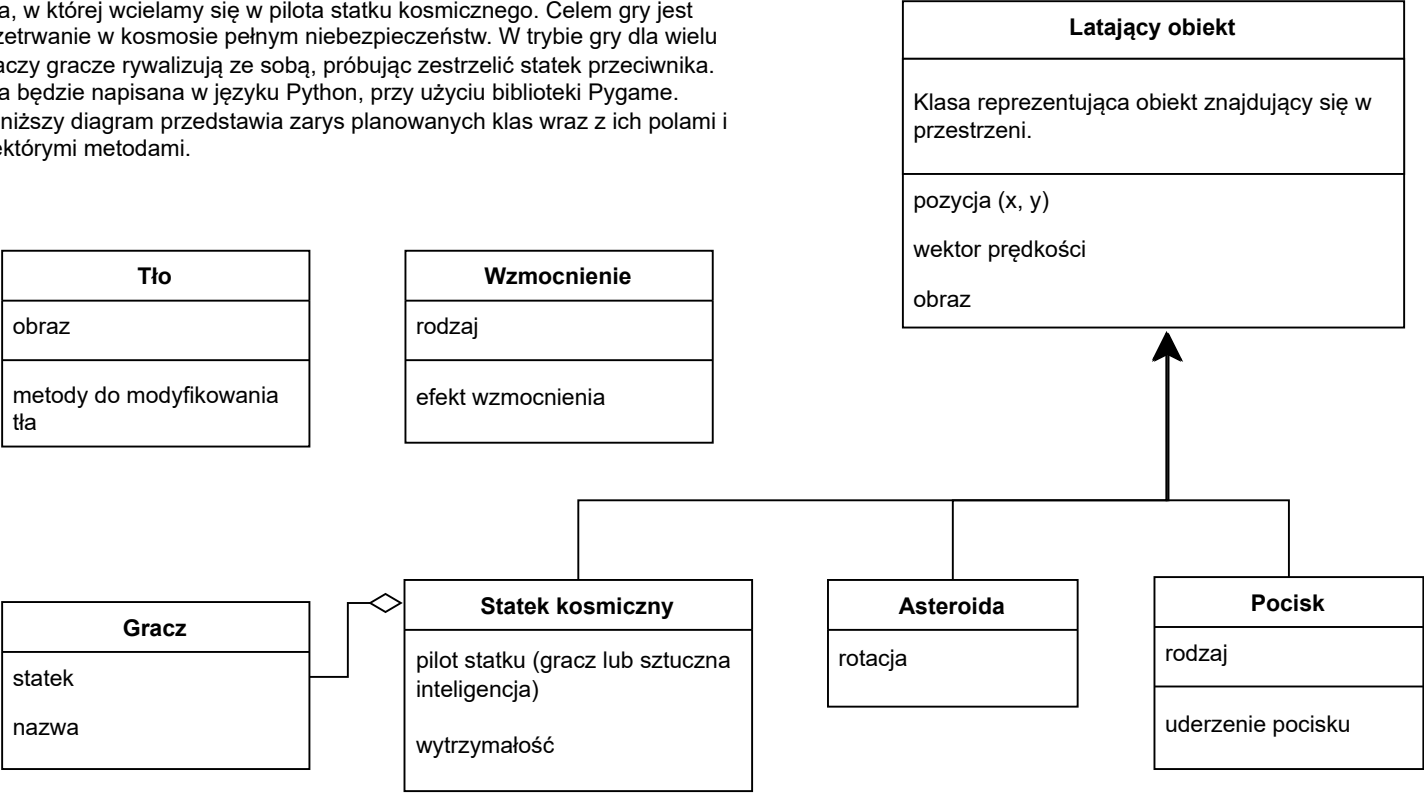 a, w której wcielamy się w pilota statku kosmicznego. Celem gry jest
zetrwanie w kosmosie pełnym niebezpieczeństw. W trybie gry dla wielu
aczy gracze rywalizują ze sobą, próbując zestrzelić statek przeciwnika.
a będzie napisana w języku Python, przy użyciu biblioteki Pygame.
niższy diagram przedstawia zarys planowanych klas wraz z ich polami i
ektórymi metodami.
Latający obiekt
Klasa reprezentująca obiekt znajdujący się w
przestrzeni.
pozycja (x, y)
wektor prędkości
obraz
Tło
obraz
metody do modyfikowania
tła
Wzmocnienie
rodzaj
efekt wzmocnienia
Gracz
statek
nazwa
Statek kosmiczny
pilot statku (gracz lub sztuczna
inteligencja)
wytrzymałość
Asteroida
rotacja
Pocisk
rodzaj
uderzenie pocisku